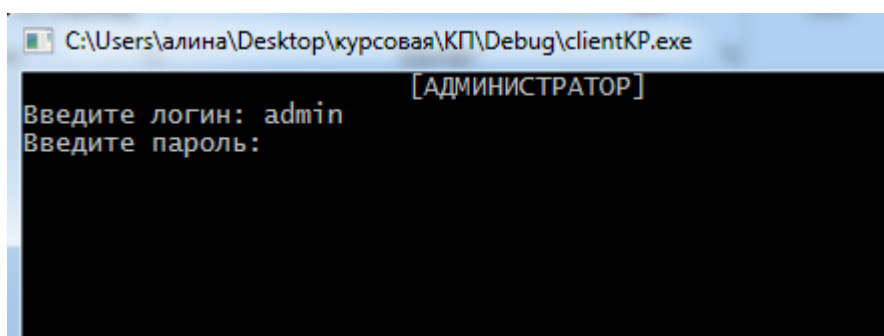 C:\Users\алина\Desktop\курсовая\КП\Debug\clientKP.exe
[АДМИНИСТРАТОР]
Введите логин: admin
Введите пароль: